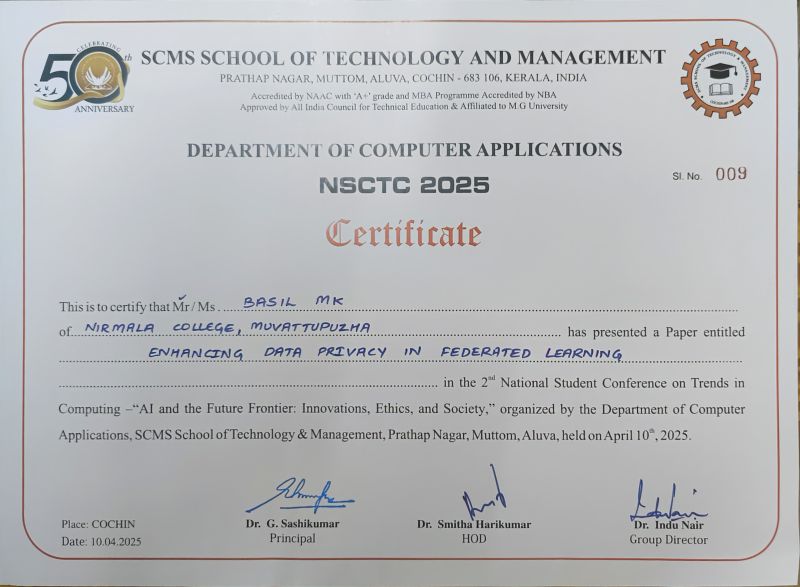 CELEBRATING
50th
ANNIVERSARY
SCMS SCHOOL OF TECHNOLOGY AND MANAGEMENT
PRATHAP NAGAR, MUTTOM, ALUVA, COCHIN - 683 106, KERALA, INDIA
Accredited by NAAC with 'A+' grade and MBA Programme Accredited by NBA
Approved by All India Council for Technical Education & Affiliated to M.G University
DEPARTMENT OF COMPUTER APPLICATIONS
NSCTC 2025
Sl. No. 009
Certificate
This is to certify that Mr/Ms. BASIL MK
of NIRMALA COLLEGE, MUVATTUPUZHA has presented a Paper entitled
ENHANCING DATA PRIVACY IN FEDERATED LEARNING
in the 2nd National Student Conference on Trends in
Computing –"AI and the Future Frontier: Innovations, Ethics, and Society," organized by the Department of Computer
Applications, SCMS School of Technology & Management, Prathap Nagar, Muttom, Aluva, held on April 10th, 2025.
Place: COCHIN
Date: 10.04.2025
Dr. G. Sashikumar
Principal
Dr. Smitha Harikumar
HOD
Dr. Indu Nair
Group Director